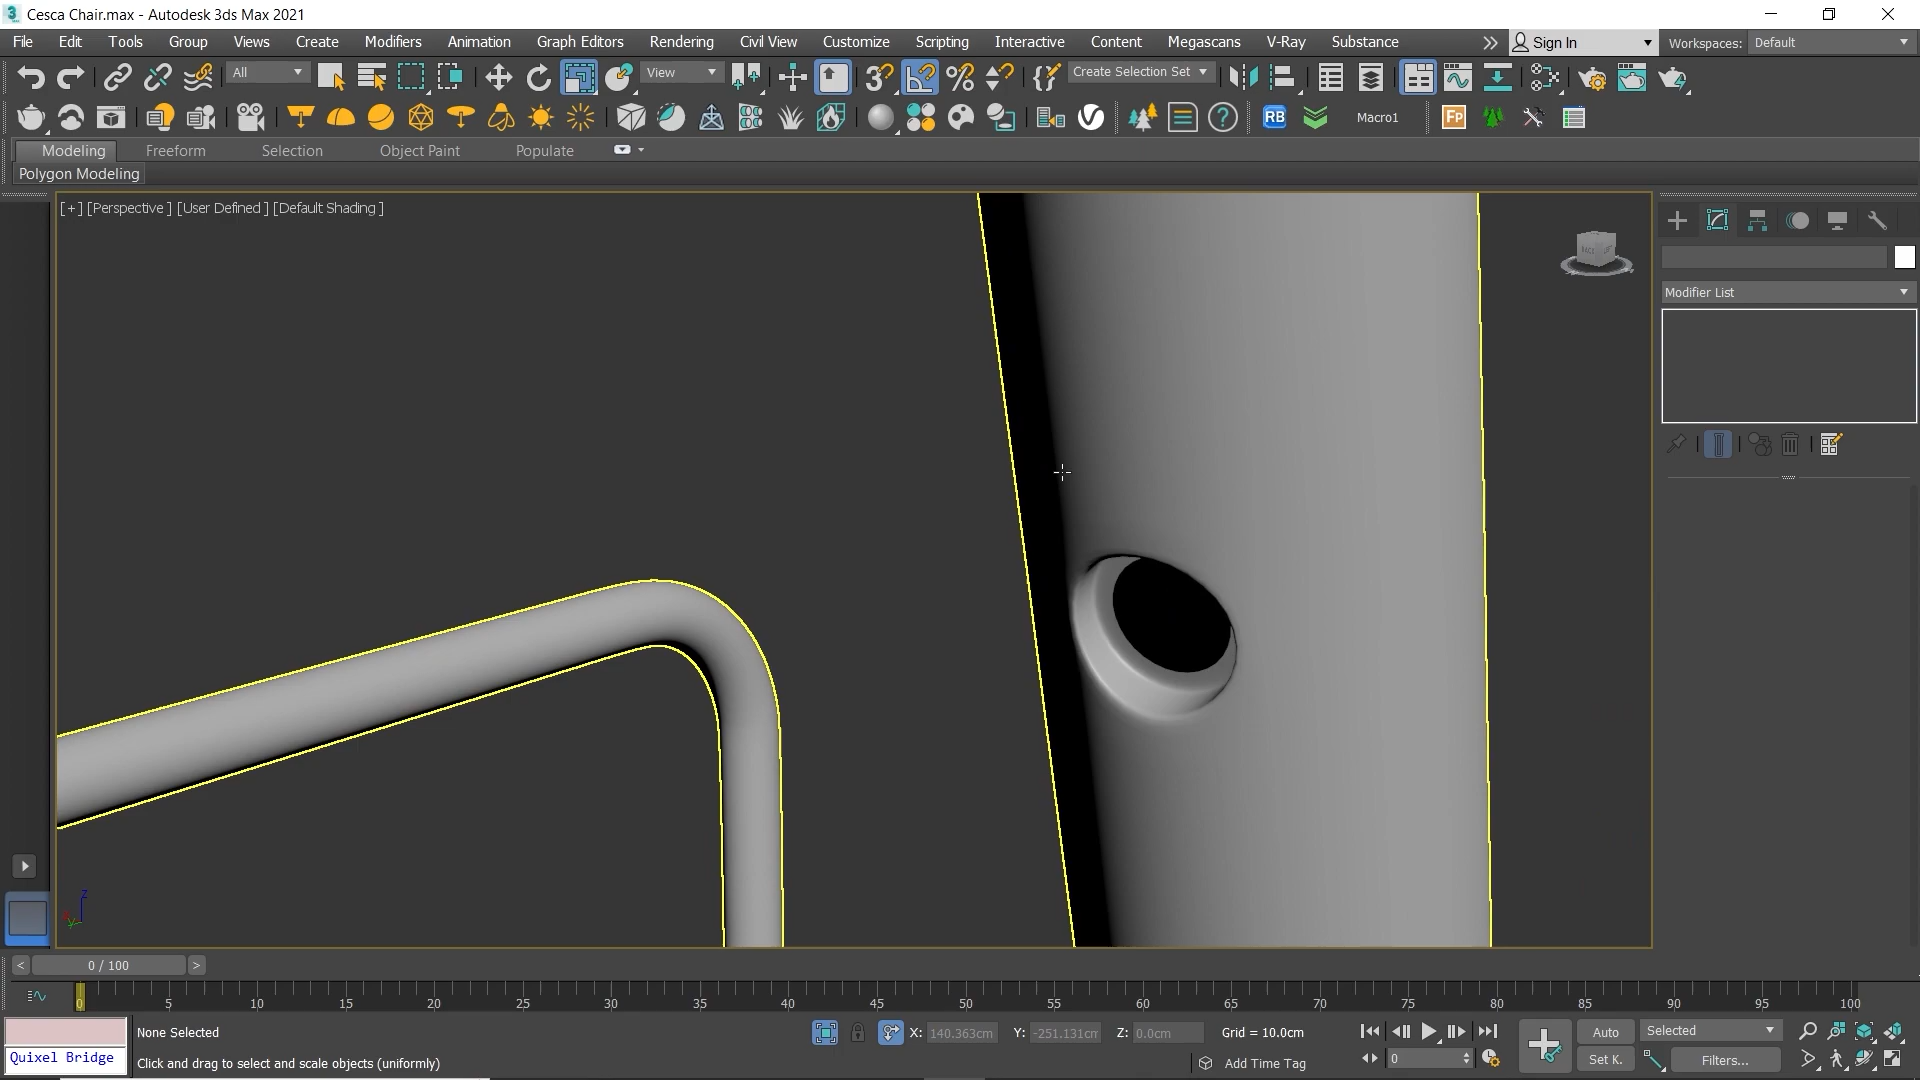 Cesca Chair.max - Autodesk 3ds Max 2021
File Edit Tools Group Views Create Modifiers Animation Graph Editors Rendering Civil View Customize Scripting Interactive Content Megascans V-Ray Substance Sign In Workspaces: Default
All View Create Selection Set
RB Macro1 Fp
Modeling Freeform Selection Object Paint Populate
Polygon Modeling
[+] [Perspective] [User Defined] [Default Shading]
Modifier List
z
y
0 / 100
0 5 10 15 20 25 30 35 40 45 50 55 60 65 70 75 80 85 90 95 100
None Selected X: 140.363cm Y: -251.131cm Z: 0.0cm Grid = 10.0cm Auto Selected
Quixel Bridge Click and drag to select and scale objects (uniformly) Add Time Tag 0 Set K. Filters...